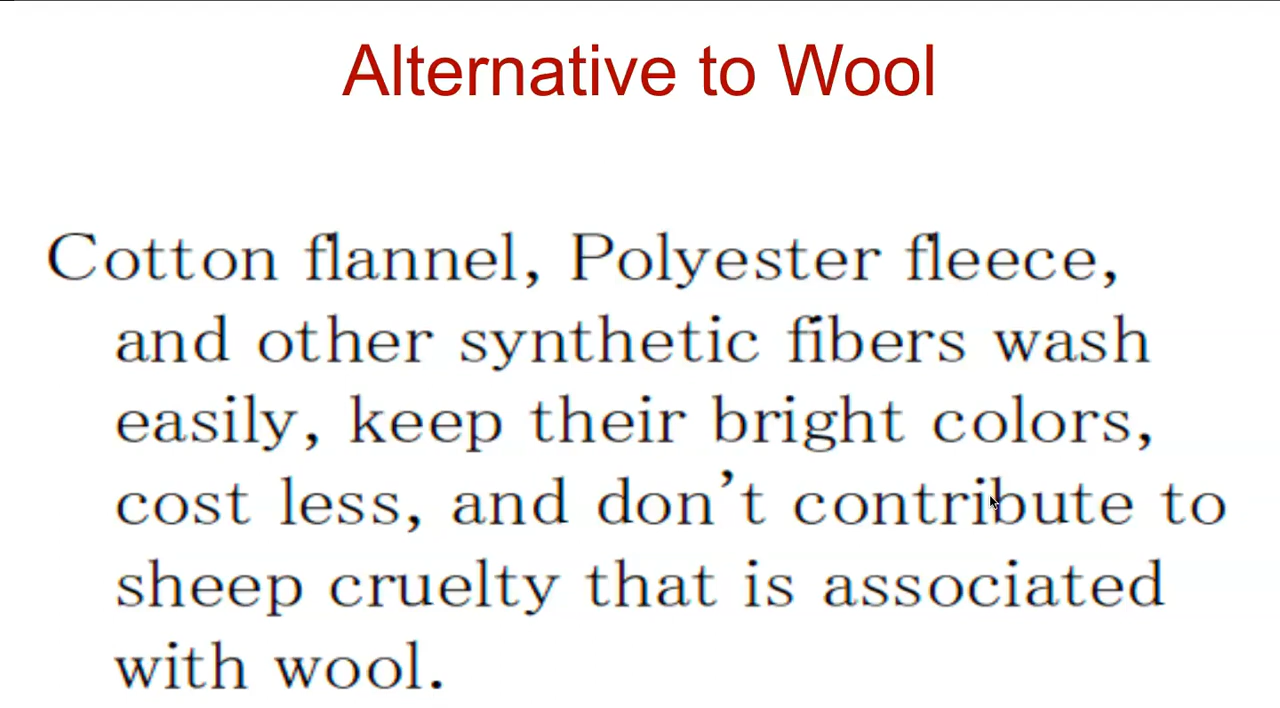 Alternative to Wool
Cotton flannel, Polyester fleece,
and other synthetic fibers wash
easily, keep their bright colors,
cost less, and don’t contribute to
sheep cruelty that is associated
with wool.